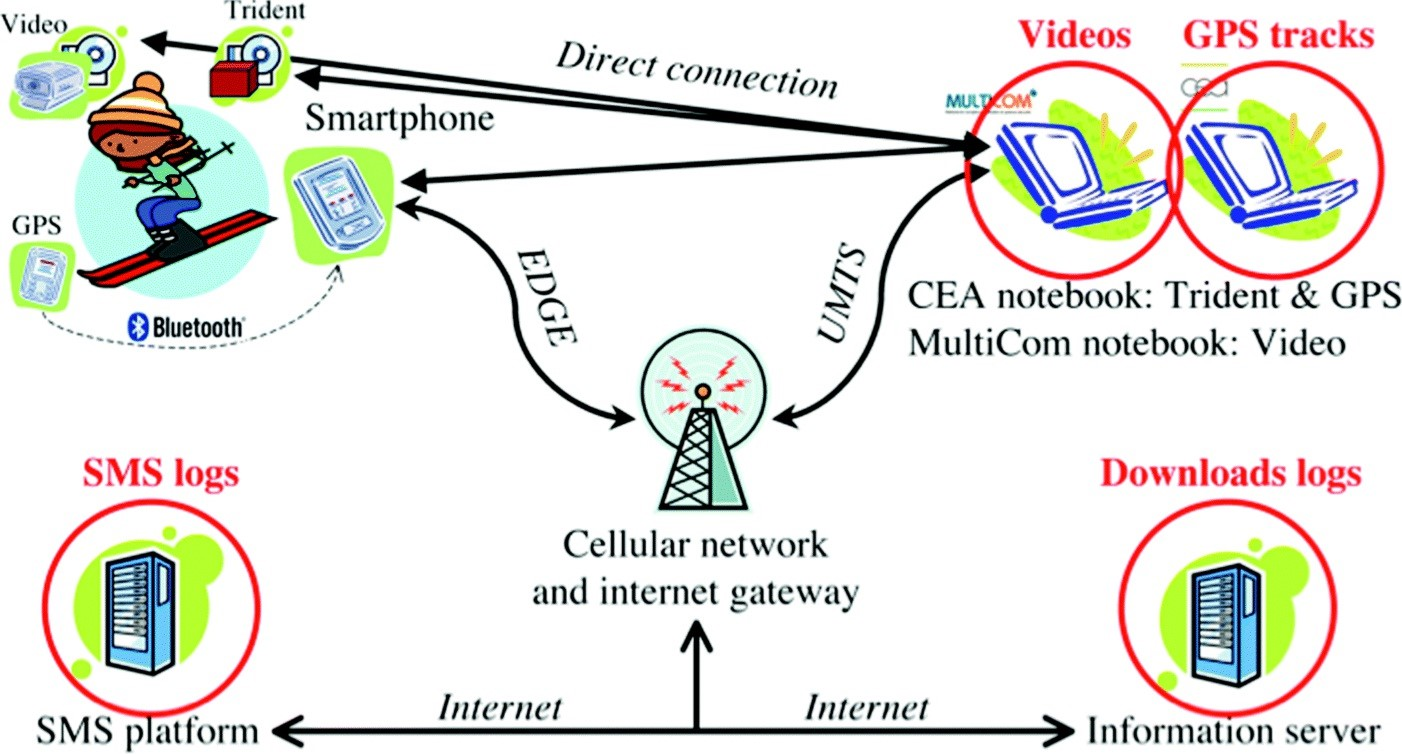 Video
Trident
Direct connection
Videos
GPS tracks
MULTICOM
cea
Smartphone
GPS
Bluetooth
EDGE
UMTS
CEA notebook: Trident & GPS
MultiCom notebook: Video
SMS logs
Downloads logs
Cellular network
and internet gateway
Internet
Internet
SMS platform
Information server